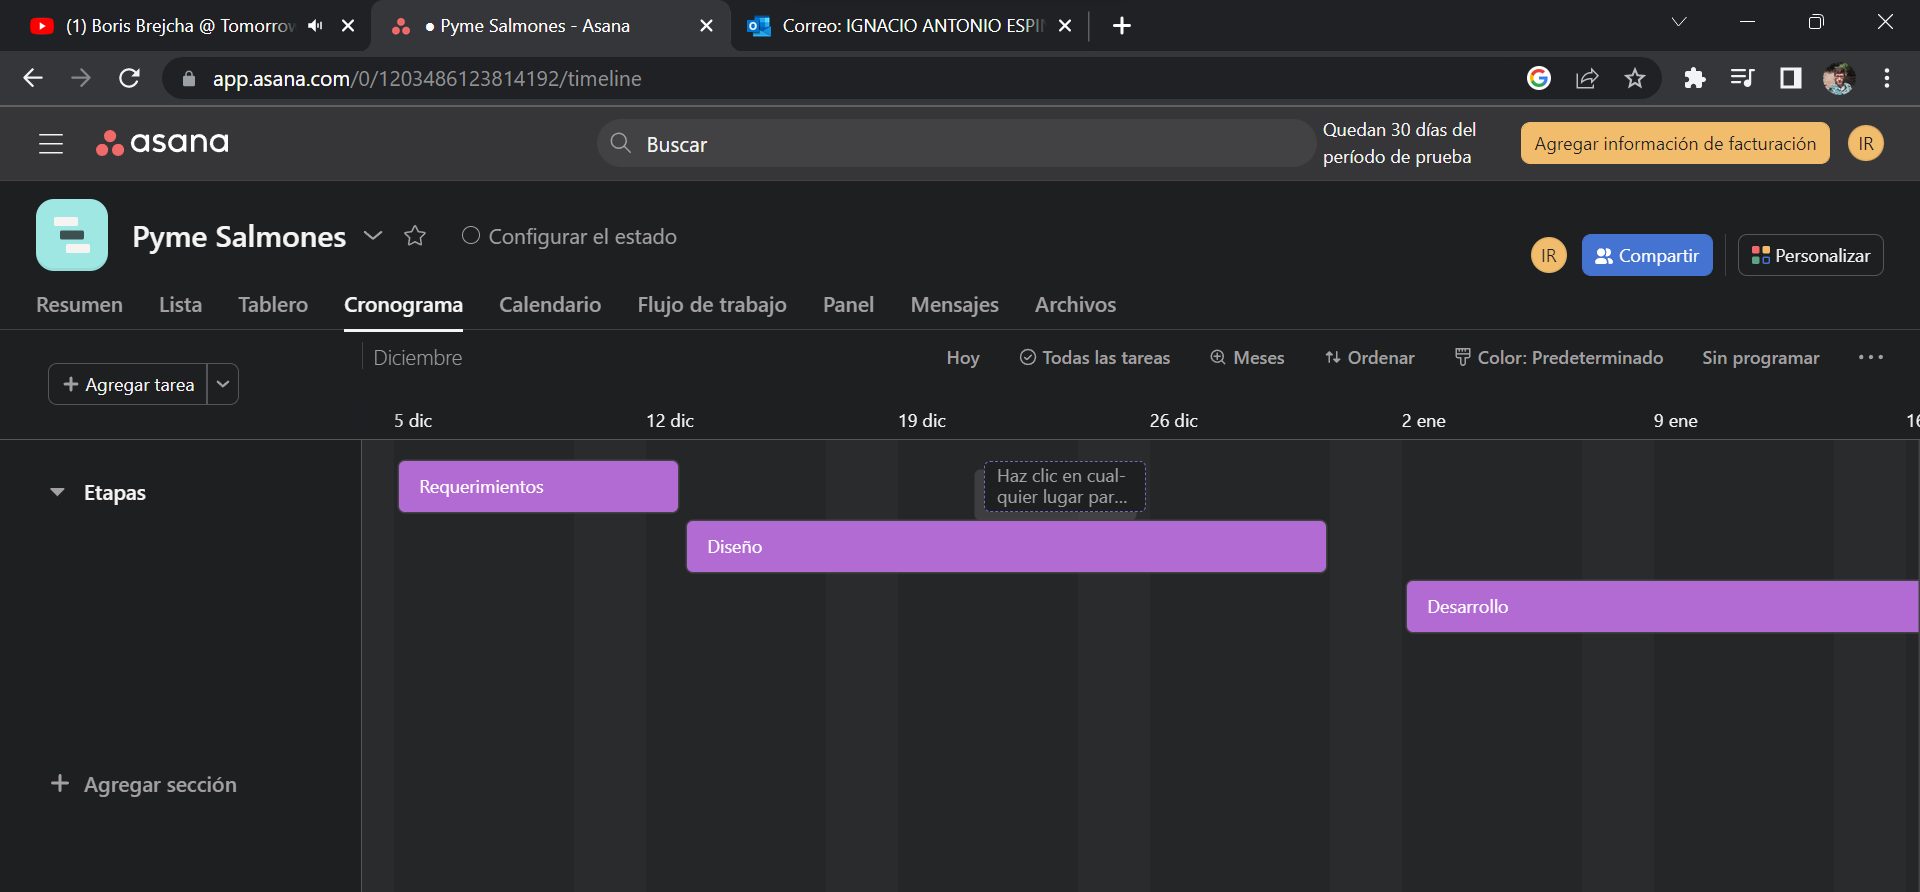 (1) Boris Brejcha @ Tomorrow
• Pyme Salmones - Asana
Correo: IGNACIO ANTONIO ESPI
app.asana.com/0/1203486123814192/timeline
asana
Buscar
Quedan 30 días del
período de prueba
Agregar información de facturación
IR
Pyme Salmones
Configurar el estado
IR
Compartir
Personalizar
Resumen
Lista
Tablero
Cronograma
Calendario
Flujo de trabajo
Panel
Mensajes
Archivos
Agregar tarea
Diciembre
Hoy
Todas las tareas
Meses
Ordenar
Color: Predeterminado
Sin programar
5 dic
12 dic
19 dic
26 dic
2 ene
9 ene
16
Etapas
Requerimientos
Haz clic en cual-
quier lugar par...
Diseño
Desarrollo
Agregar sección